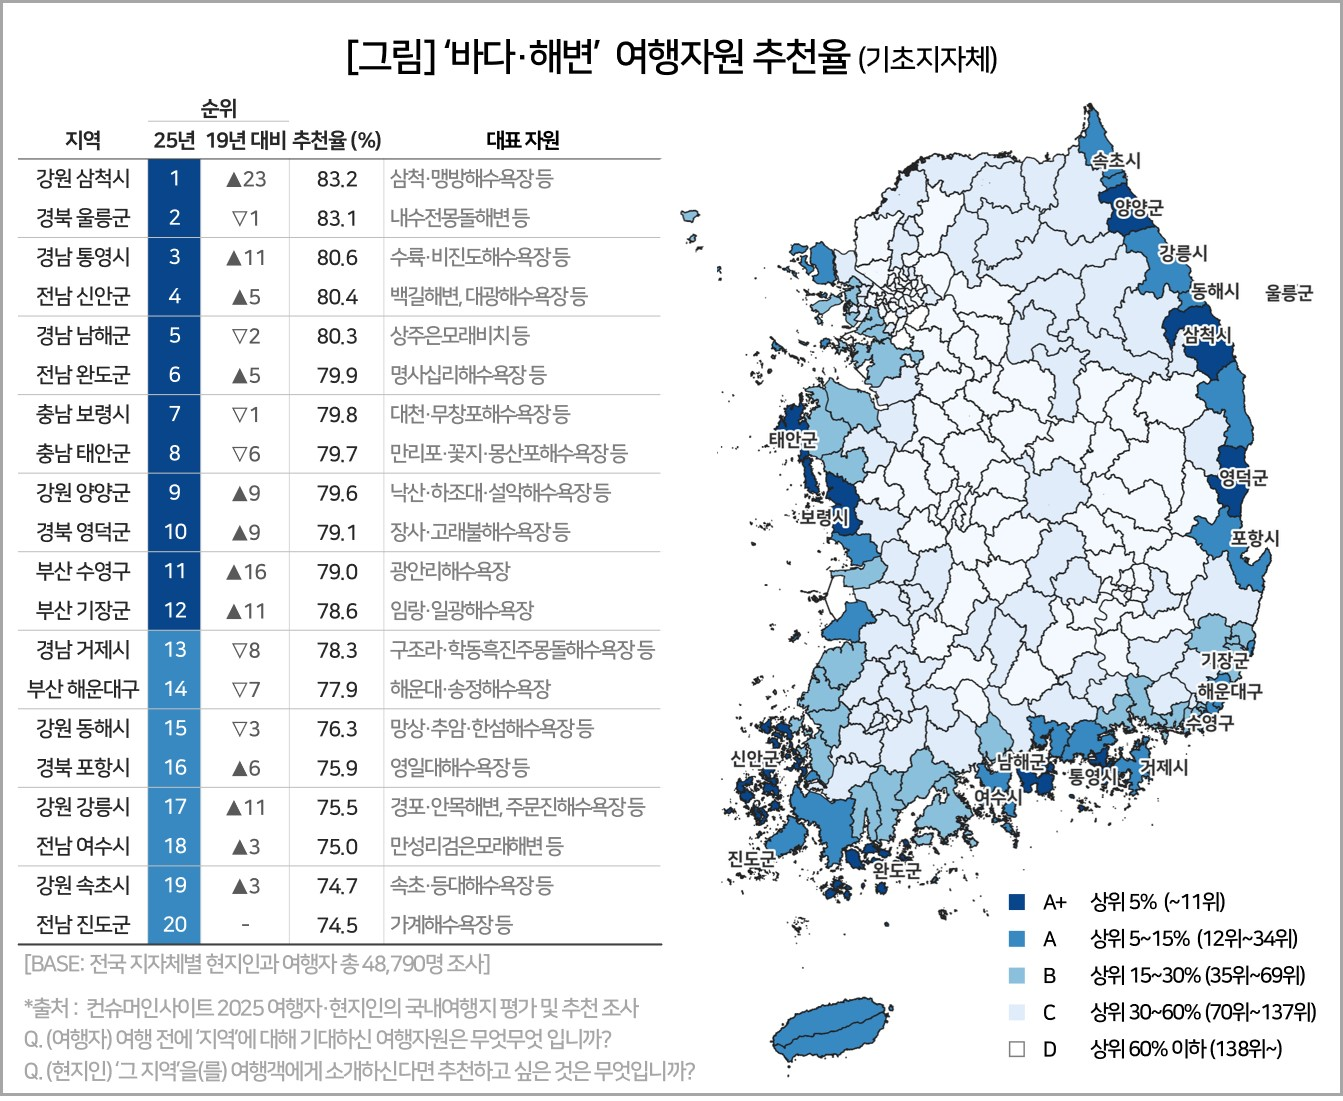 [그림] ‘바다·해변’ 여행자원 추천율 (기초지자체)
순위
지역 25년 19년 대비 추천율 (%) 대표 자원
강원 삼척시 1 ▲23 83.2 삼척·맹방해수욕장 등
경북 울릉군 2 ▽1 83.1 내수전몽돌해변 등
경남 통영시 3 ▲11 80.6 수륙·비진도해수욕장 등
전남 신안군 4 ▲5 80.4 백길해변, 대광해수욕장 등
경남 남해군 5 ▽2 80.3 상주은모래비치 등
전남 완도군 6 ▲5 79.9 명사십리해수욕장 등
충남 보령시 7 ▽1 79.8 대천·무창포해수욕장 등
충남 태안군 8 ▽6 79.7 만리포·꽃지·몽산포해수욕장 등
강원 양양군 9 ▲9 79.6 낙산·하조대·설악해수욕장 등
경북 영덕군 10 ▲9 79.1 장사·고래불해수욕장 등
부산 수영구 11 ▲16 79.0 광안리해수욕장
부산 기장군 12 ▲11 78.6 임랑·일광해수욕장
경남 거제시 13 ▽8 78.3 구조라·학동흑진주몽돌해수욕장 등
부산 해운대구 14 ▽7 77.9 해운대·송정해수욕장
강원 동해시 15 ▽3 76.3 망상·추암·한섬해수욕장 등
경북 포항시 16 ▲6 75.9 영일대해수욕장 등
강원 강릉시 17 ▲11 75.5 경포·안목해변, 주문진해수욕장 등
전남 여수시 18 ▲3 75.0 만성리검은모래해변 등
강원 속초시 19 ▲3 74.7 속초·등대해수욕장 등
전남 진도군 20 - 74.5 가계해수욕장 등
[BASE: 전국 지자체별 현지인과 여행자 총 48,790명 조사]
*출처 : 컨슈머인사이트 2025 여행자·현지인의 국내여행지 평가 및 추천 조사
Q. (여행자) 여행 전에 ‘지역’에 대해 기대하신 여행자원은 무엇무엇 입니까?
Q. (현지인) ‘그 지역’을(를) 여행객에게 소개하신다면 추천하고 싶은 것은 무엇입니까?
속초시
양양군
강릉시
동해시
울릉군
삼척시
태안군
영덕군
보령시
포항시
기장군
해운대구
수영구
신안군
남해군
통영시
거제시
여수시
진도군
완도군
A+ 상위 5% (~11위)
A 상위 5~15% (12위~34위)
B 상위 15~30% (35위~69위)
C 상위 30~60% (70위~137위)
D 상위 60% 이하 (138위~)